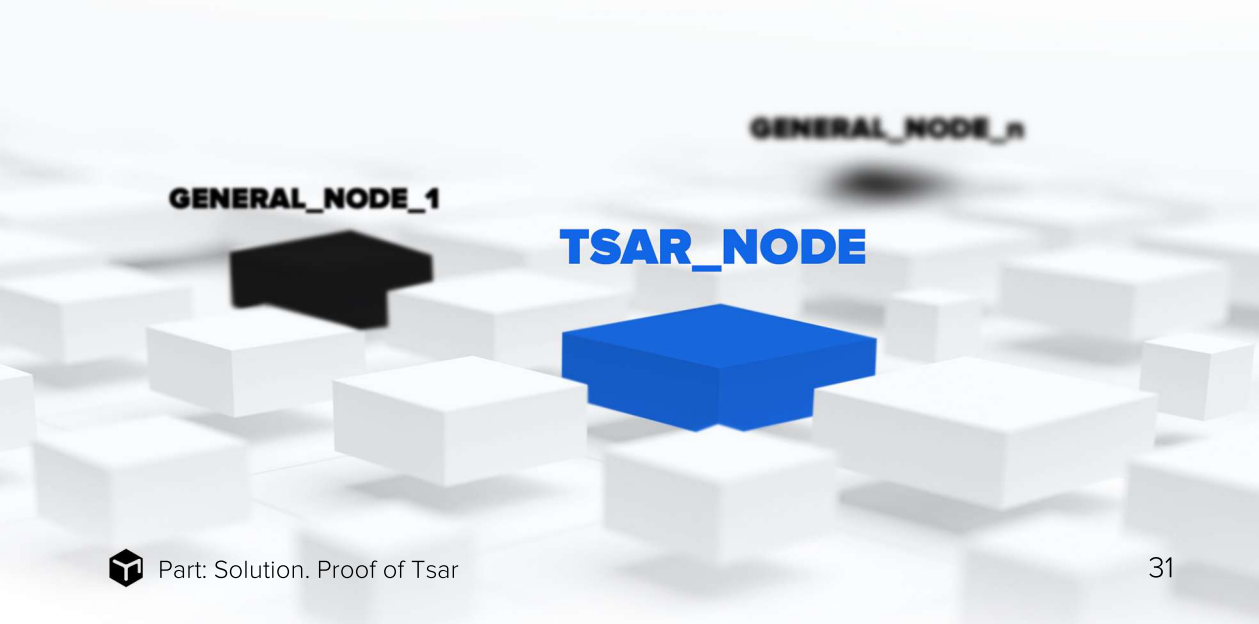 GENERAL_NODE_n
GENERAL_NODE_1
TSAR_NODE
Part: Solution. Proof of Tsar
31